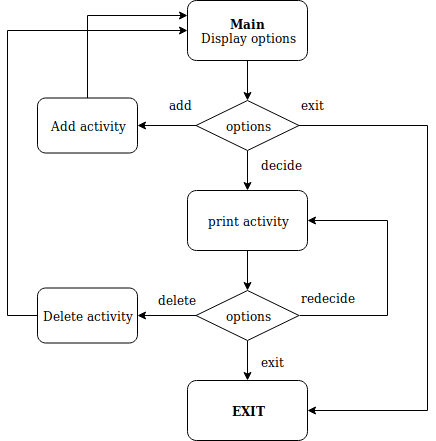 Main
Display options
add
exit
Add activity
options
decide
print activity
delete
redecide
Delete activity
options
exit
EXIT